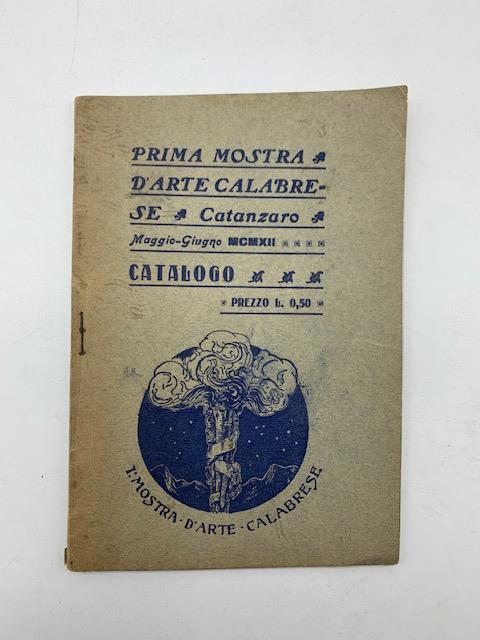 PRIMA MOSTRA
D'ARTE CALABRE-
SE Catanzaro
Maggio-Giugno MCMXII
CATALOGO
PREZZO L. 0,50
I. MOSTRA · D'ARTE · CALABRESE